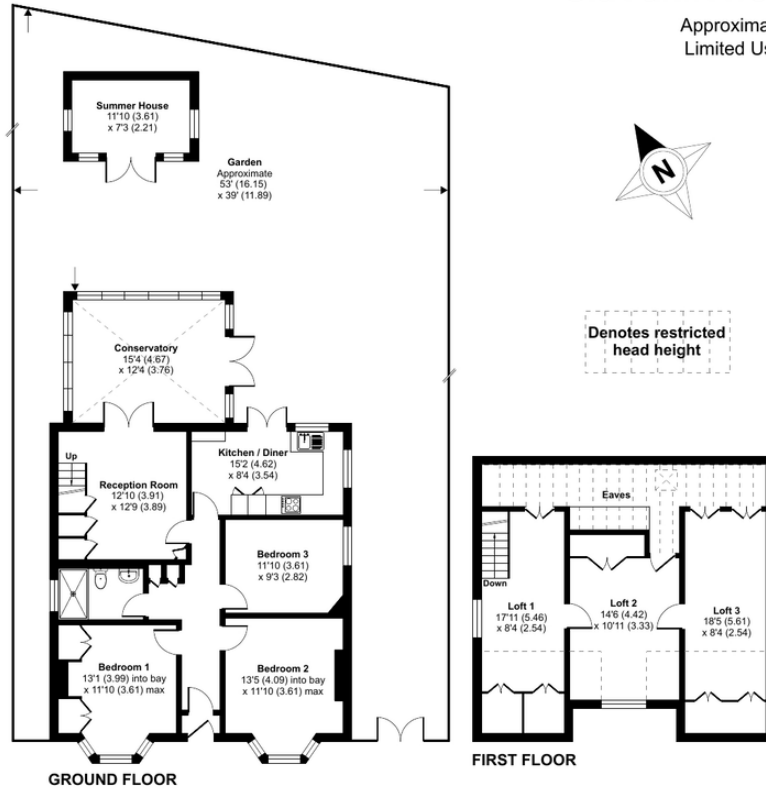 Approxima
Limited Us
Summer House
11'10 (3.61)
x 7'3 (2.21)
Garden
Approximate
53' (16.15)
x 39' (11.89)
N
Denotes restricted
head height
Conservatory
15'4 (4.67)
x 12'4 (3.76)
Up
Reception Room
12'10 (3.91)
x 12'9 (3.89)
Kitchen / Diner
15'2 (4.62)
x 8'4 (3.54)
Bedroom 3
11'10 (3.61)
x 9'3 (2.82)
Bedroom 1
13'1 (3.99) into bay
x 11'10 (3.61) max
Bedroom 2
13'5 (4.09) into bay
x 11'10 (3.61) max
GROUND FLOOR
Eaves
Down
Loft 1
17'11 (5.46)
x 8'4 (2.54)
Loft 2
14'6 (4.42)
x 10'11 (3.33)
Loft 3
18'5 (5.61)
x 8'4 (2.54)
FIRST FLOOR